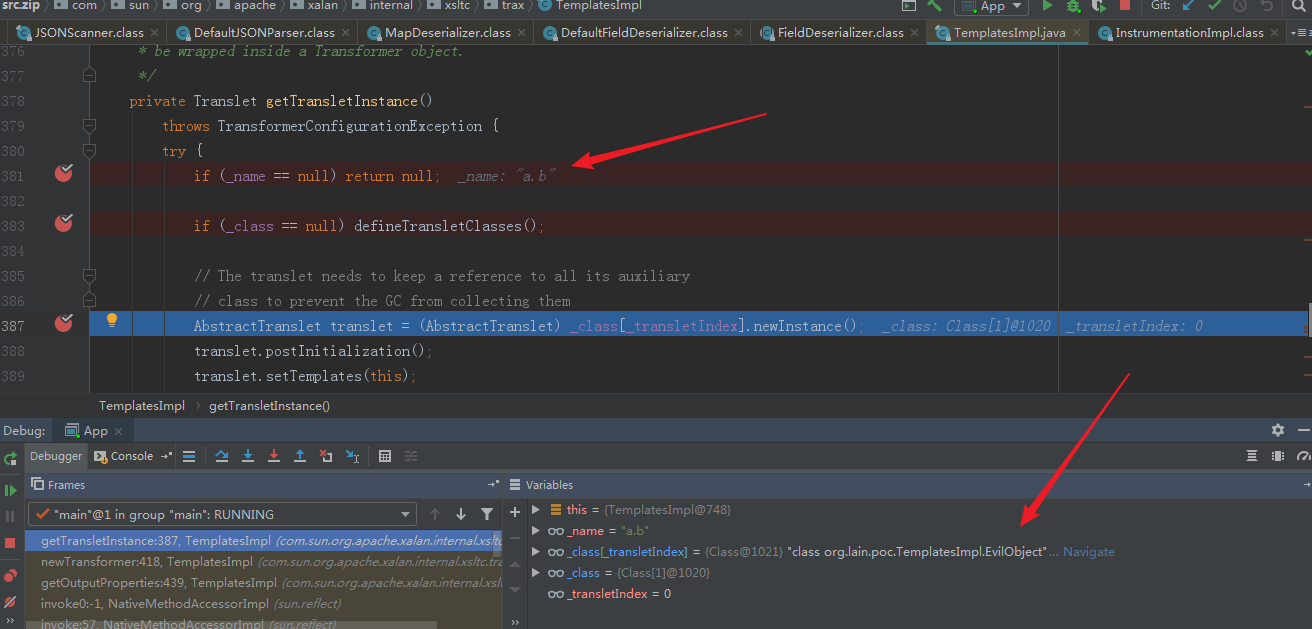 src.zip com sun org apache xalan internal xsltc trax TemplatesImpl App Git:
JSONScanner.class DefaultJSONParser.class MapDeserializer.class DefaultFieldDeserializer.class FieldDeserializer.class TemplatesImpl.java InstrumentationImpl.class
376 * be wrapped inside a Transformer object.
377 */
378 private Translet getTransletInstance()
379 throws TransformerConfigurationException {
380 try {
381 if (_name == null) return null; _name: "a.b"
382
383 if (_class == null) defineTransletClasses();
384
385 // The translet needs to keep a reference to all its auxiliary
386 // class to prevent the GC from collecting them
387 AbstractTranslet translet = (AbstractTranslet) _class[_transletIndex].newInstance(); _class: Class[1]@1020 _transletIndex: 0
388 translet.postInitialization();
389 translet.setTemplates(this);
TemplatesImpl › getTransletInstance()
Debug: App
Debugger Console
Frames
Variables
"main"@1 in group "main": RUNNING
getTransletInstance:387, TemplatesImpl (com.sun.org.apache.xalan.internal.xsltc
newTransformer:418, TemplatesImpl (com.sun.org.apache.xalan.internal.xsltc.tra
getOutputProperties:439, TemplatesImpl (com.sun.org.apache.xalan.internal.xsl
invoke0:-1, NativeMethodAccessorImpl (sun.reflect)
invoke:57, NativeMethodAccessorImpl (sun.reflect)
this = {TemplatesImpl@748}
_name = "a.b"
_class[_transletIndex] = {Class@1021} "class org.lain.poc.TemplatesImpl.EvilObject"... Navigate
_class = {Class[1]@1020}
_transletIndex = 0